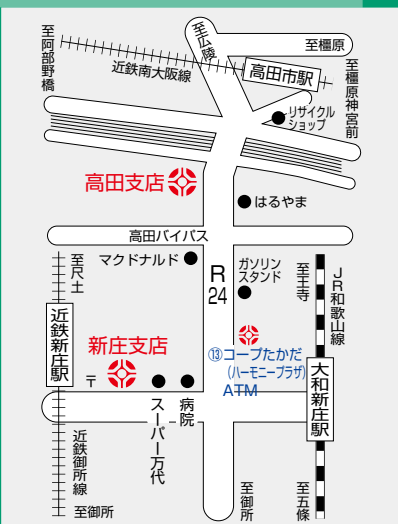 至阿部野橋
近鉄南大阪線
至広陵
至橿原
高田市駅
至橿原神宮前
リサイクル
ショップ
高田支店
はるやま
高田バイパス
至尺土
マクドナルド
R
24
ガソリン
スタンド
至王寺
JR和歌山線
近鉄新庄駅
新庄支店
〒
⑬コープたかだ
(ハーモニープラザ)
ATM
大和新庄駅
スーパー万代
病院
近鉄御所線
至御所
至御所
至五條